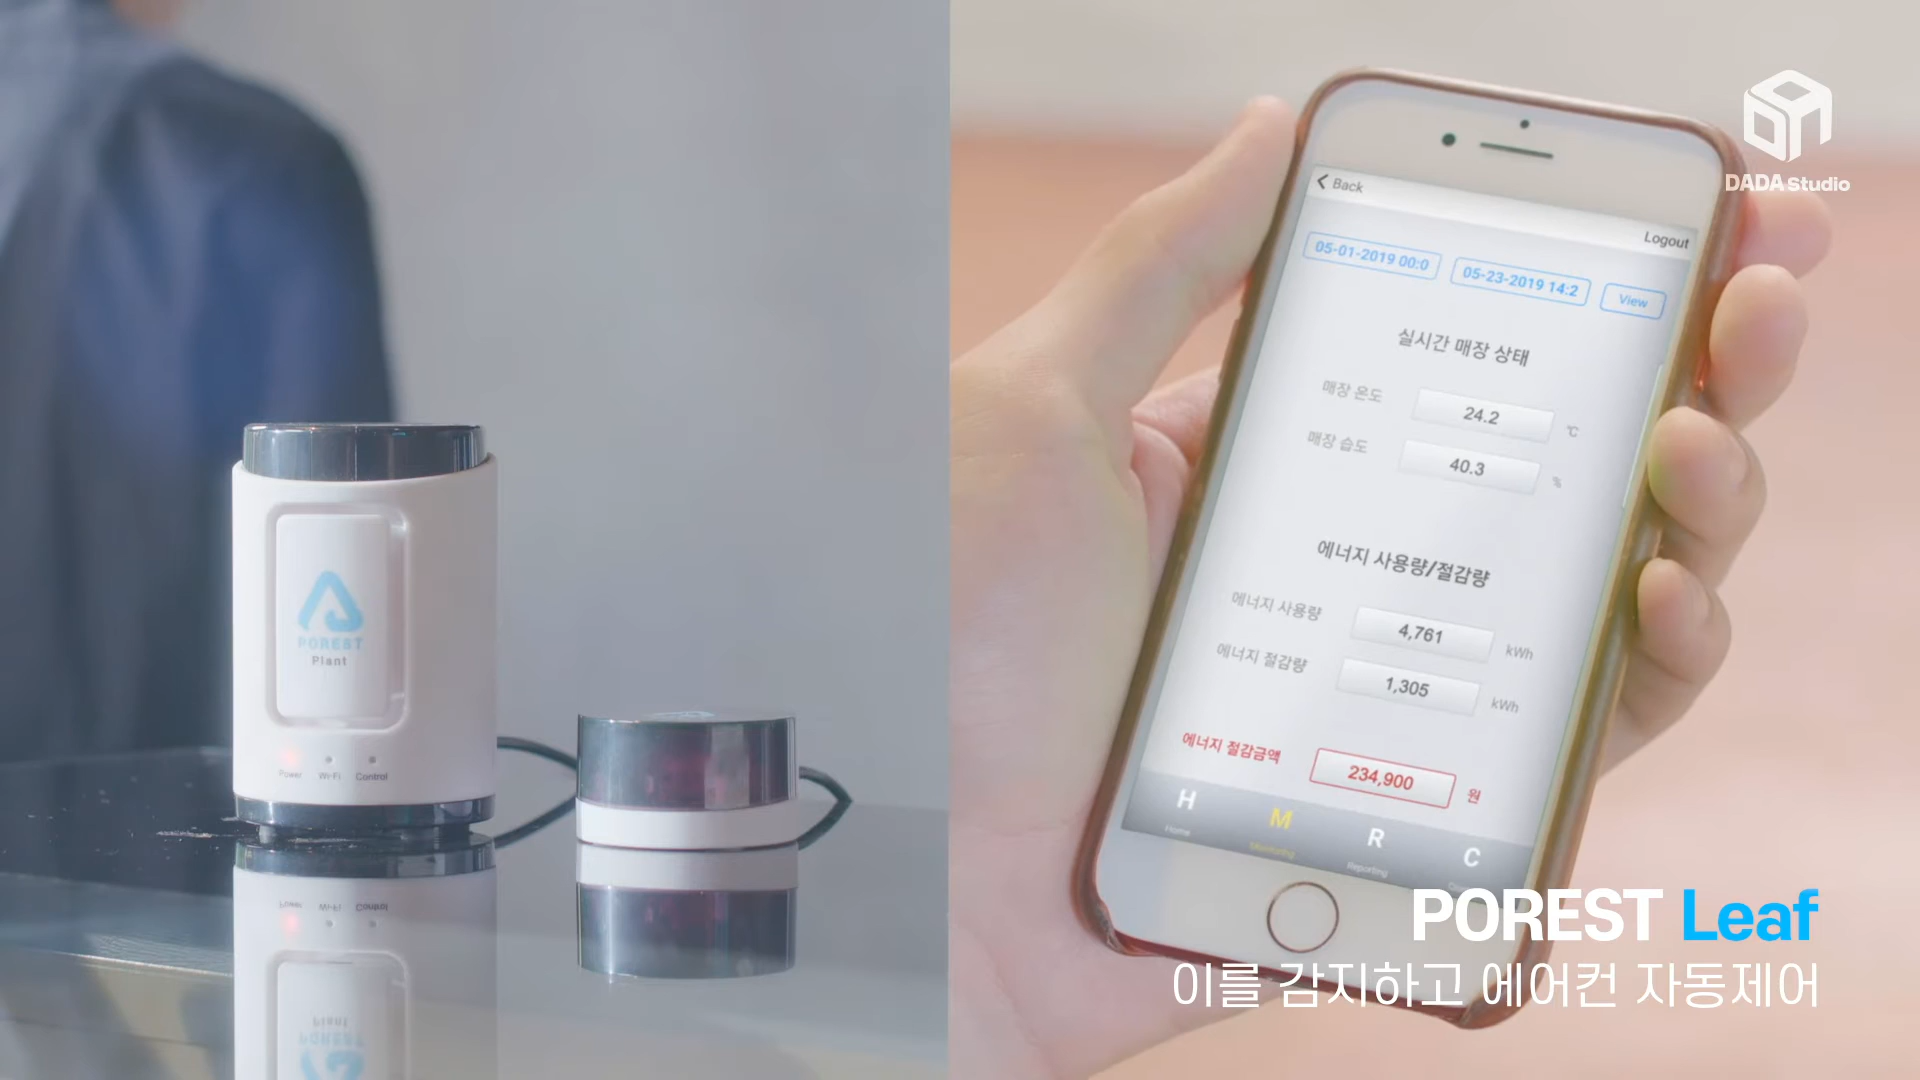 POREST
Plant
Power Wi-Fi Control
DADA Studio
Back
Logout
05-01-2019 00:0 05-23-2019 14:2 View
실시간 매장 상태
매장 온도 24.2 ℃
매장 습도 40.3 %
에너지 사용량/절감량
에너지 사용량 4,761 kWh
에너지 절감량 1,305 kWh
에너지 절감금액 234,900 원
H M R C
Home Monitoring Reporting
POREST Leaf
이를 감지하고 에어컨 자동제어